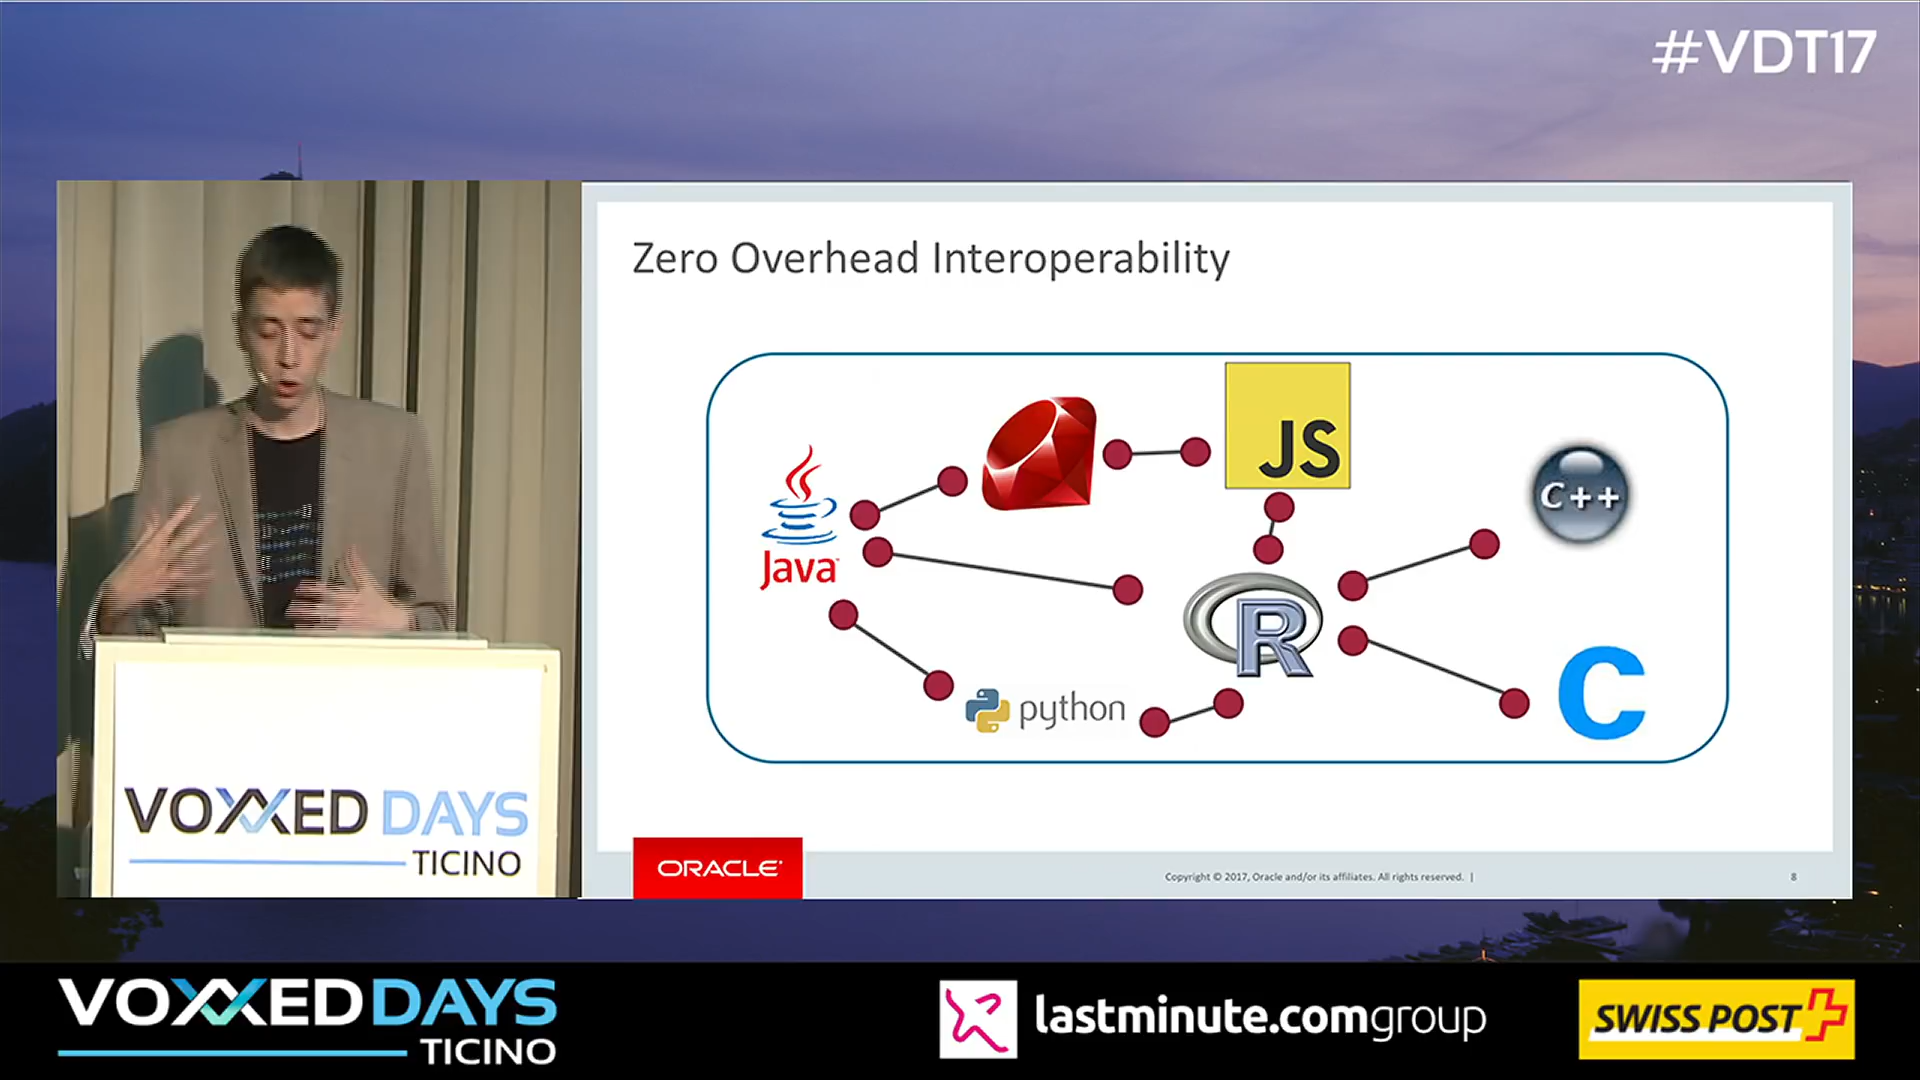 #VDT17
Zero Overhead Interoperability
JS
C++
Java
R
python
C
VOXXED DAYS
TICINO
ORACLE
Copyright © 2017, Oracle and/or its affiliates. All rights reserved. |
8
VOXXED DAYS
TICINO
lastminute.comgroup
SWISS POST